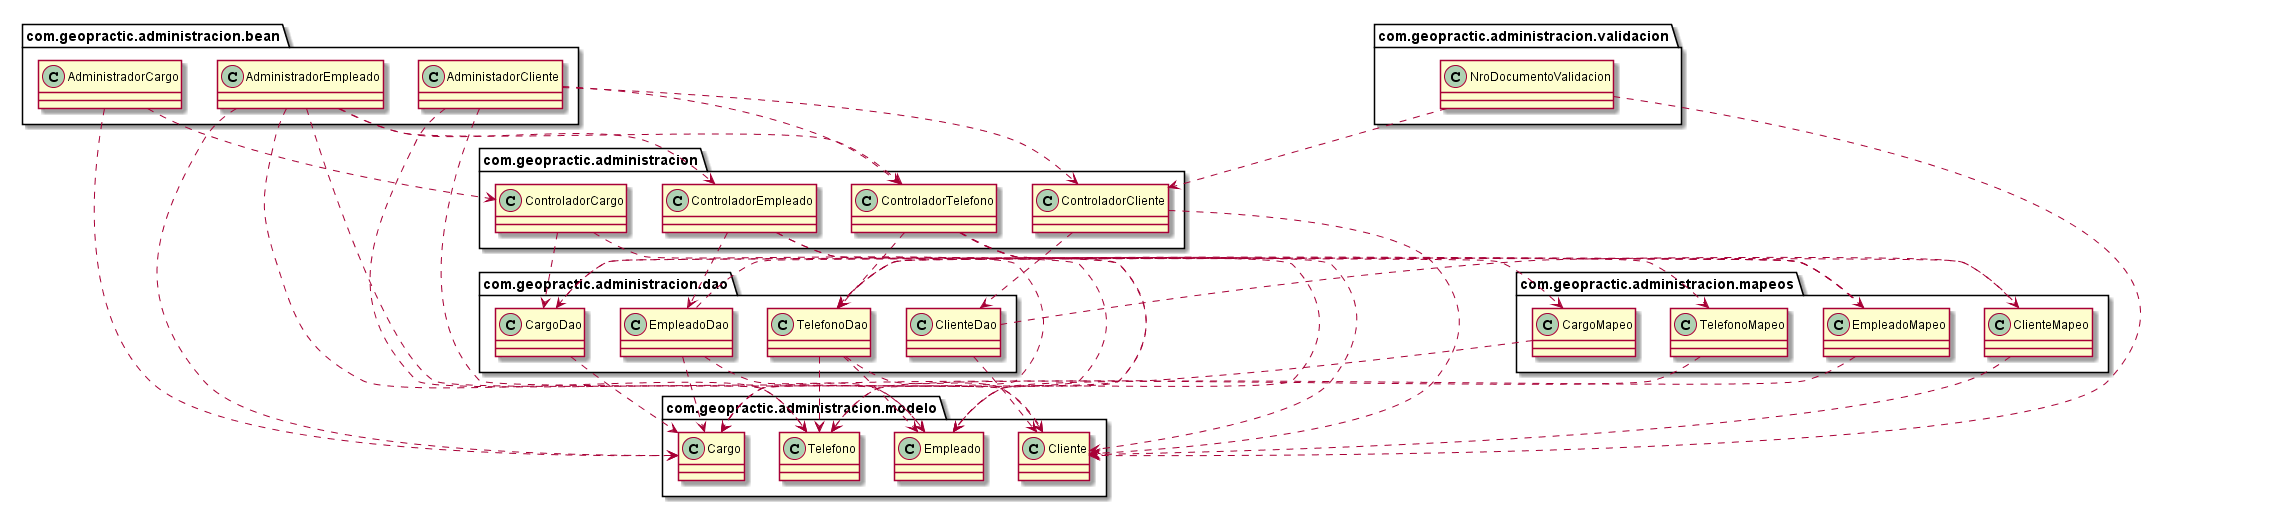 com.geopractic.administracion.bean
C AdministradorCargo
C AdministradorEmpleado
C AdministadorCliente
com.geopractic.administracion.validacion
C NroDocumentoValidacion
com.geopractic.administracion
C ControladorCargo
C ControladorEmpleado
C ControladorTelefono
C ControladorCliente
com.geopractic.administracion.dao
C CargoDao
C EmpleadoDao
C TelefonoDao
C ClienteDao
com.geopractic.administracion.mapeos
C CargoMapeo
C TelefonoMapeo
C EmpleadoMapeo
C ClienteMapeo
com.geopractic.administracion.modelo
C Cargo
C Telefono
C Empleado
C Cliente